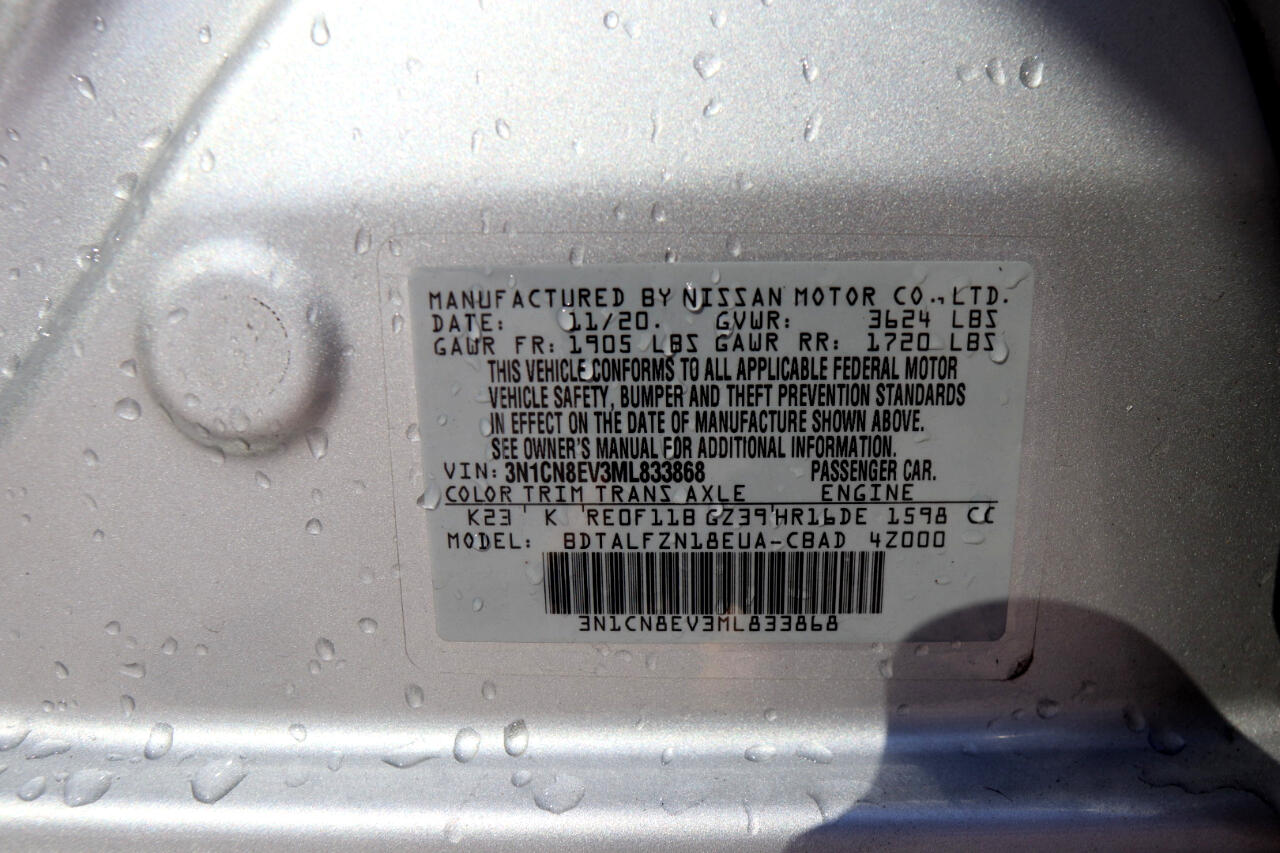 MANUFACTURED BY NISSAN MOTOR CO.,LTD.
DATE: 11/20. GVWR: 3624 LBS
GAWR FR: 1905 LBS GAWR RR: 1720 LBS
THIS VEHICLE CONFORMS TO ALL APPLICABLE FEDERAL MOTOR
VEHICLE SAFETY, BUMPER AND THEFT PREVENTION STANDARDS
IN EFFECT ON THE DATE OF MANUFACTURE SHOWN ABOVE.
SEE OWNER'S MANUAL FOR ADDITIONAL INFORMATION.
VIN: 3N1CN8EV3ML833868 PASSENGER CAR.
COLOR TRIM TRANS AXLE ENGINE
K23 ' K 'RE0F11B GZ39'HR16DE 1598 CC
MODEL: BDTALFZN18EUA-CBAD 4Z000
3N1CN8EV3ML833868